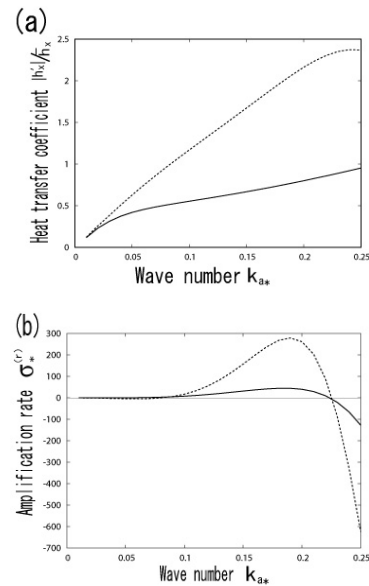 (a)
Heat transfer coefficient |h'x|/h̄x
2.5
2
1.5
1
0.5
0
0 0.05 0.1 0.15 0.2 0.25
Wave number ka*
(b)
Amplification rate σ*(r)
300
200
100
0
-100
-200
-300
-400
-500
-600
-700
0 0.05 0.1 0.15 0.2 0.25
Wave number ka*